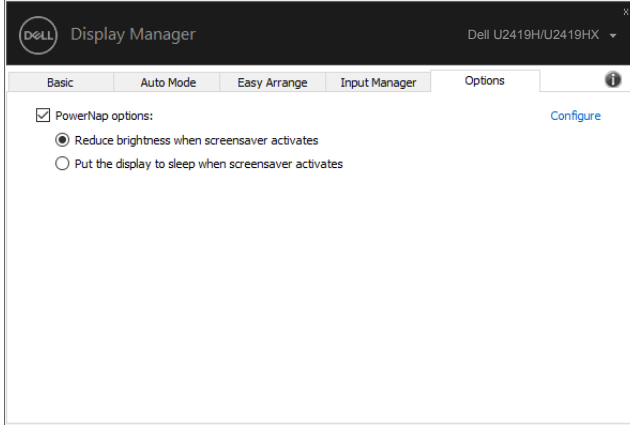 x
DELL
Display Manager
Dell U2419H/U2419HX
Basic Auto Mode Easy Arrange Input Manager Options i
PowerNap options: Configure
Reduce brightness when screensaver activates
Put the display to sleep when screensaver activates